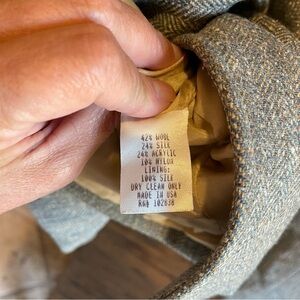 42% WOOL
24% SILK
24% ACRYLIC
10% NYLON
LINING:
100% SILK
DRY CLEAN ONLY
MADE IN USA
RN# 102838